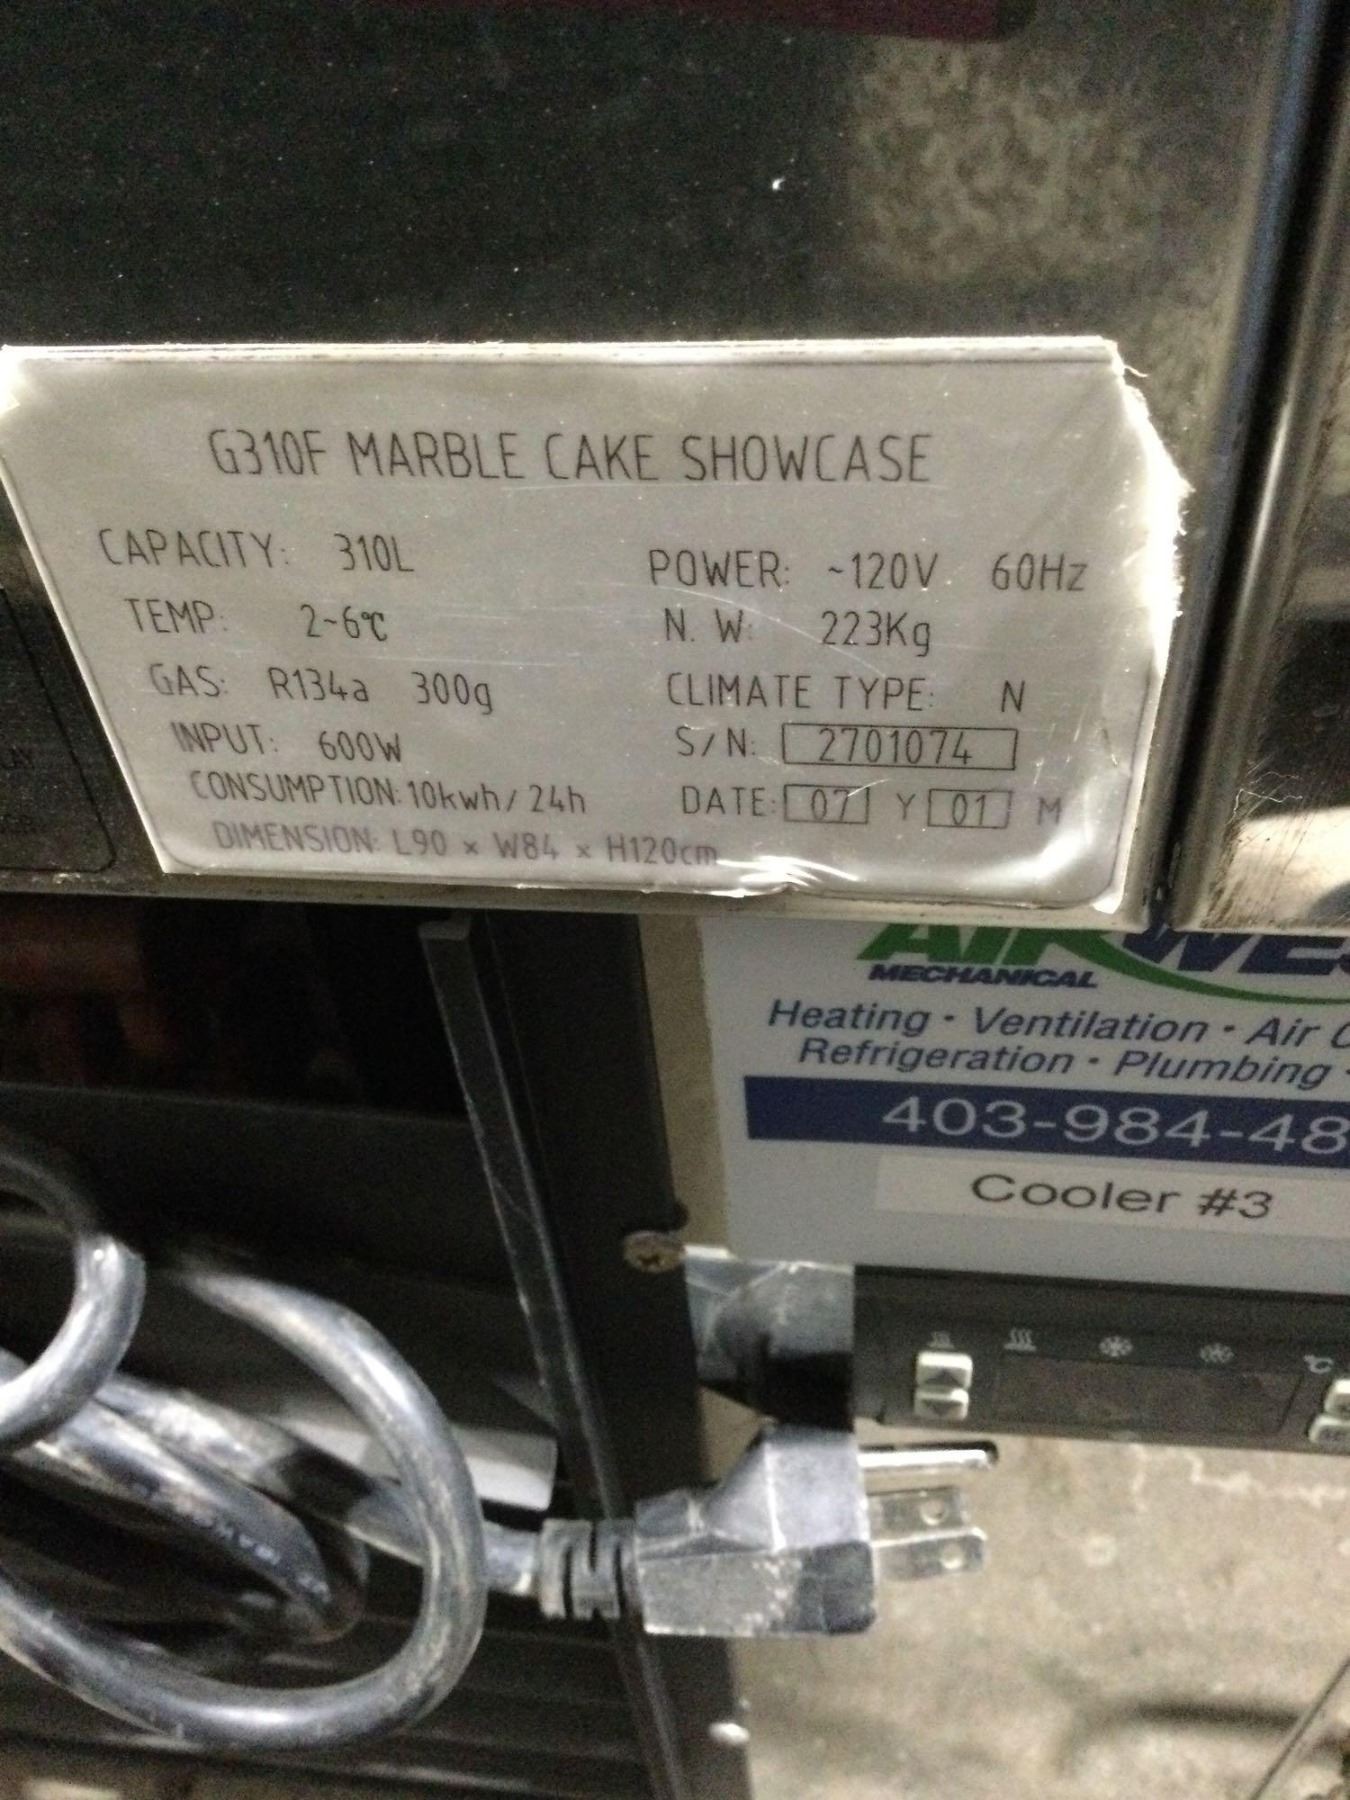 G310F MARBLE CAKE SHOWCASE
CAPACITY: 310L
POWER: ~120V 60Hz
TEMP: 2~6℃
N. W: 223Kg
GAS: R134a 300g
CLIMATE TYPE: N
INPUT: 600W
S/N: 2701074
CONSUMPTION: 10kwh/24h
DATE: 07 Y 01 M
DIMENSION: L90 × W84 × H120cm
AIRWES
MECHANICAL
Heating · Ventilation · Air C
Refrigeration · Plumbing ·
403-984-48
Cooler #3
°C